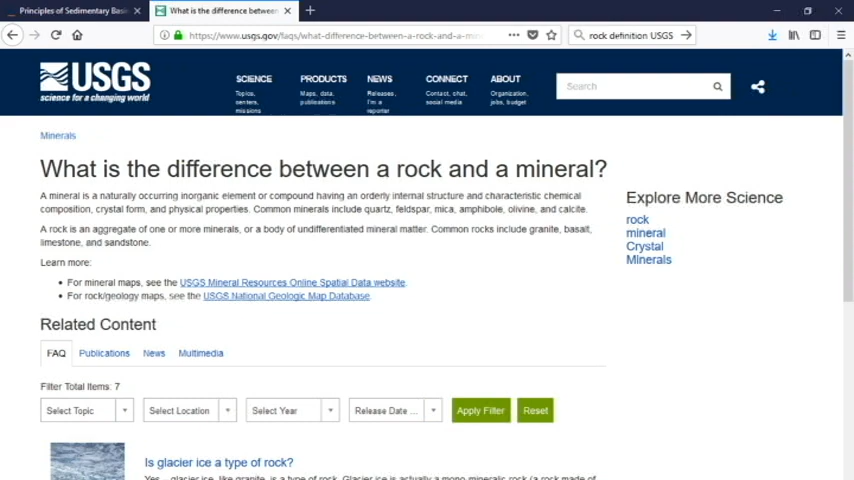 Principles of Sedimentary Basi
What is the difference between
https://www.usgs.gov/faqs/what-difference-between-a-rock-and-a-mine
rock definition USGS
USGS
science for a changing world
SCIENCE
Topics, centers, missions
PRODUCTS
Maps, data, publications
NEWS
Releases, I'm a reporter
CONNECT
Contact, chat, social media
ABOUT
Organization, jobs, budget
Search
Minerals
What is the difference between a rock and a mineral?
A mineral is a naturally occurring inorganic element or compound having an orderly internal structure and characteristic chemical
composition, crystal form, and physical properties. Common minerals include quartz, feldspar, mica, amphibole, olivine, and calcite.
A rock is an aggregate of one or more minerals, or a body of undifferentiated mineral matter. Common rocks include granite, basalt,
limestone, and sandstone.
Learn more:
• For mineral maps, see the USGS Mineral Resources Online Spatial Data website.
• For rock/geology maps, see the USGS National Geologic Map Database.
Explore More Science
rock
mineral
Crystal
Minerals
Related Content
FAQ Publications News Multimedia
Filter Total Items: 7
Select Topic Select Location Select Year Release Date ... Apply Filter Reset
Is glacier ice a type of rock?
Yes – glacier ice, like granite, is a type of rock. Glacier ice is actually a mono-mineralic rock (a rock made of